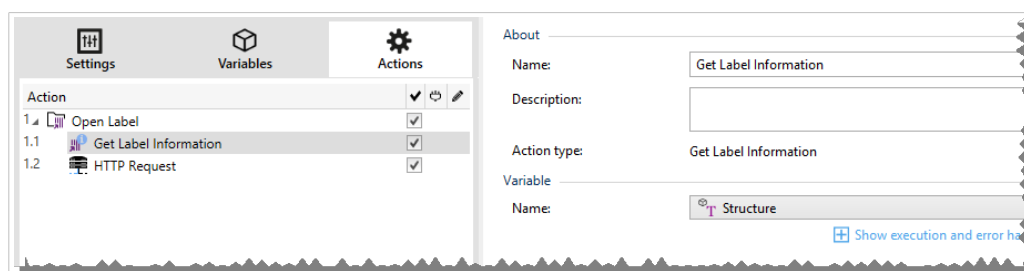 Settings Variables Actions
Action
1 Open Label
1.1 Get Label Information
1.2 HTTP Request
About
Name: Get Label Information
Description:
Action type: Get Label Information
Variable
Name: Structure
Show execution and error ha